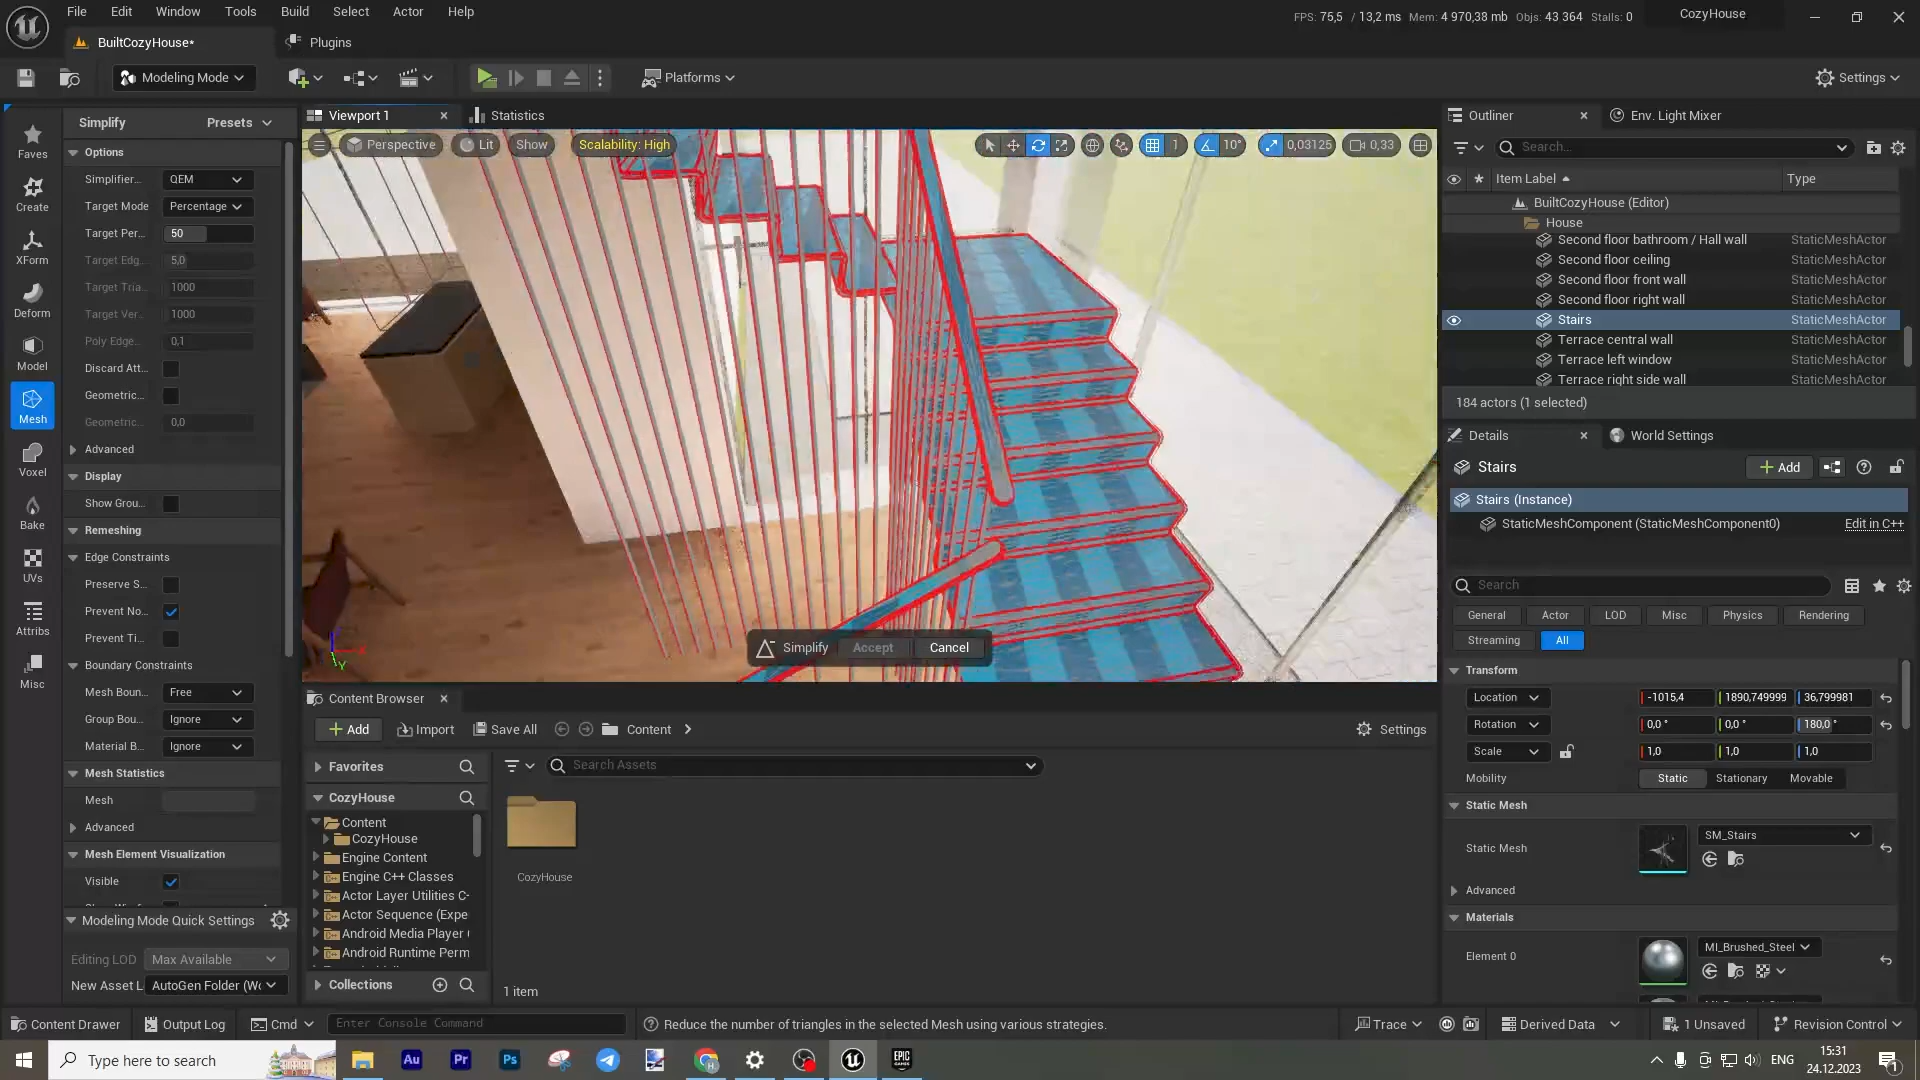 File Edit Window Tools Build Select Actor Help
FPS: 75,5 / 13,2 ms Mem: 4 970,38 mb Objs: 43 364 Stalls: 0
CozyHouse
BuiltCozyHouse*
Plugins
Modeling Mode
Platforms
Settings
Simplify Presets
Options
Simplifier... QEM
Target Mode Percentage
Target Per... 50
Target Edg... 5,0
Target Tria... 1000
Target Ver... 1000
Poly Edge... 0,1
Discard Att...
Geometric...
Geometric... 0,0
Advanced
Display
Show Grou...
Remeshing
Edge Constraints
Preserve S...
Prevent No...
Prevent Ti...
Boundary Constraints
Mesh Boun... Free
Group Bou... Ignore
Material B... Ignore
Mesh Statistics
Mesh
Advanced
Mesh Element Visualization
Visible
Modeling Mode Quick Settings
Editing LOD Max Available
New Asset L AutoGen Folder (Wo
Faves
Create
XForm
Deform
Model
Mesh
Voxel
Bake
UVs
Attribs
Misc
Viewport 1
Statistics
Perspective Lit Show Scalability: High
1 10° 0,03125 0,33
X
Y
Simplify Accept Cancel
Content Browser
Add Import Save All Content Settings
Favorites
CozyHouse
Content
CozyHouse
Engine Content
Engine C++ Classes
Actor Layer Utilities C-
Actor Sequence (Expe
Android Media Player (
Android Runtime Perm
Collections
Search Assets
CozyHouse
1 item
Outliner
Env. Light Mixer
Search...
Item Label Type
BuiltCozyHouse (Editor)
House
Second floor bathroom / Hall wall StaticMeshActor
Second floor ceiling StaticMeshActor
Second floor front wall StaticMeshActor
Second floor right wall StaticMeshActor
Stairs StaticMeshActor
Terrace central wall StaticMeshActor
Terrace left window StaticMeshActor
Terrace right side wall StaticMeshActor
184 actors (1 selected)
Details
World Settings
Stairs Add
Stairs (Instance)
StaticMeshComponent (StaticMeshComponent0) Edit in C++
Search
General Actor LOD Misc Physics Rendering
Streaming All
Transform
Location -1015,4 1890,749999 36,799981
Rotation 0,0 ° 0,0 ° 180,0 °
Scale 1,0 1,0 1,0
Mobility Static Stationary Movable
Static Mesh
Static Mesh SM_Stairs
Advanced
Materials
Element 0 MI_Brushed_Steel
Content Drawer Output Log Cmd Enter Console Command
Reduce the number of triangles in the selected Mesh using various strategies.
Trace Derived Data 1 Unsaved Revision Control
Type here to search
Au Pr Ps
EPIC GAMES
ENG
15:31
24.12.2023
1